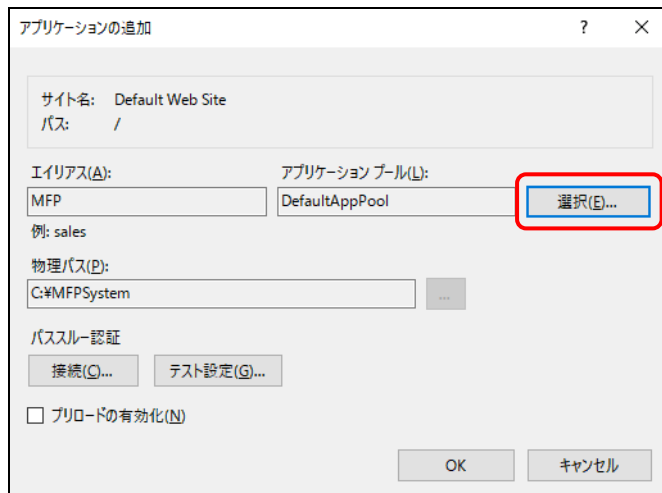 アプリケーションの追加 ?
サイト名: Default Web Site
パス: /
エイリアス(A): アプリケーション プール(L):
MFP DefaultAppPool 選択(E)...
例: sales
物理パス(P):
C:¥MFPSystem ...
パススルー認証
接続(C)... テスト設定(G)...
プリロードの有効化(N)
OK キャンセル